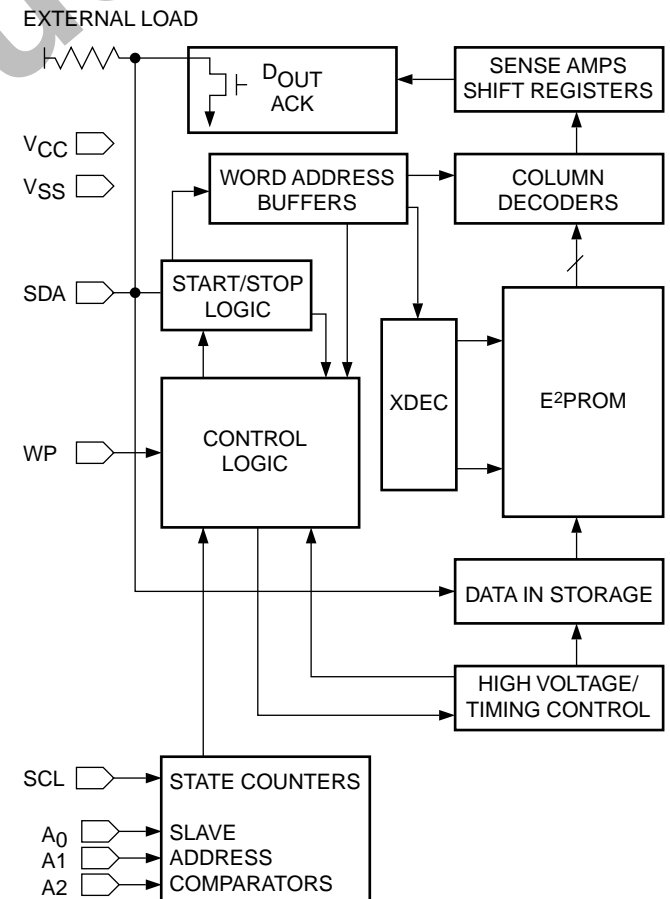 EXTERNAL LOAD
DOUT
ACK
SENSE AMPS
SHIFT REGISTERS
VCC
VSS
WORD ADDRESS
BUFFERS
COLUMN
DECODERS
SDA
START/STOP
LOGIC
XDEC
E2PROM
WP
CONTROL
LOGIC
DATA IN STORAGE
HIGH VOLTAGE/
TIMING CONTROL
SCL
STATE COUNTERS
A0
SLAVE
A1
ADDRESS
A2
COMPARATORS